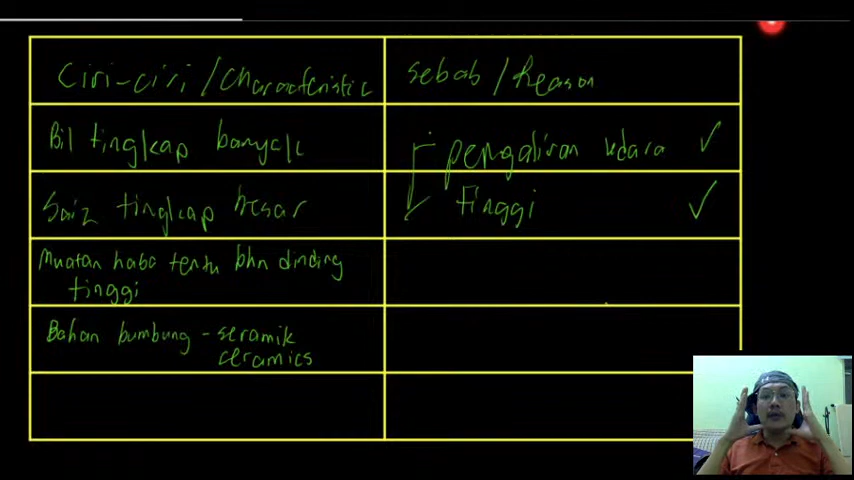 Ciri-ciri / Characteristic
Sebab / Reason
Bil tingkap banyak
pengaliran udara ✓
Saiz tingkap besar
tinggi ✓
Muatan haba tentu bhn dinding
tinggi
Bahan bumbung - seramik
ceramics